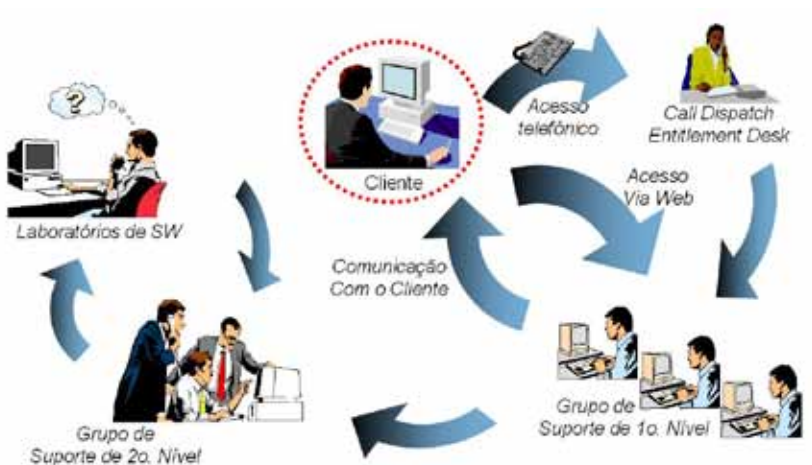 ?
Cliente
Acesso
telefônico
Call Dispatch
Entitlement Desk
Acesso
Via Web
Laboratórios de SW
Comunicação
Com o Cliente
Grupo de
Suporte de 1o. Nível
Grupo de
Suporte de 2o. Nível